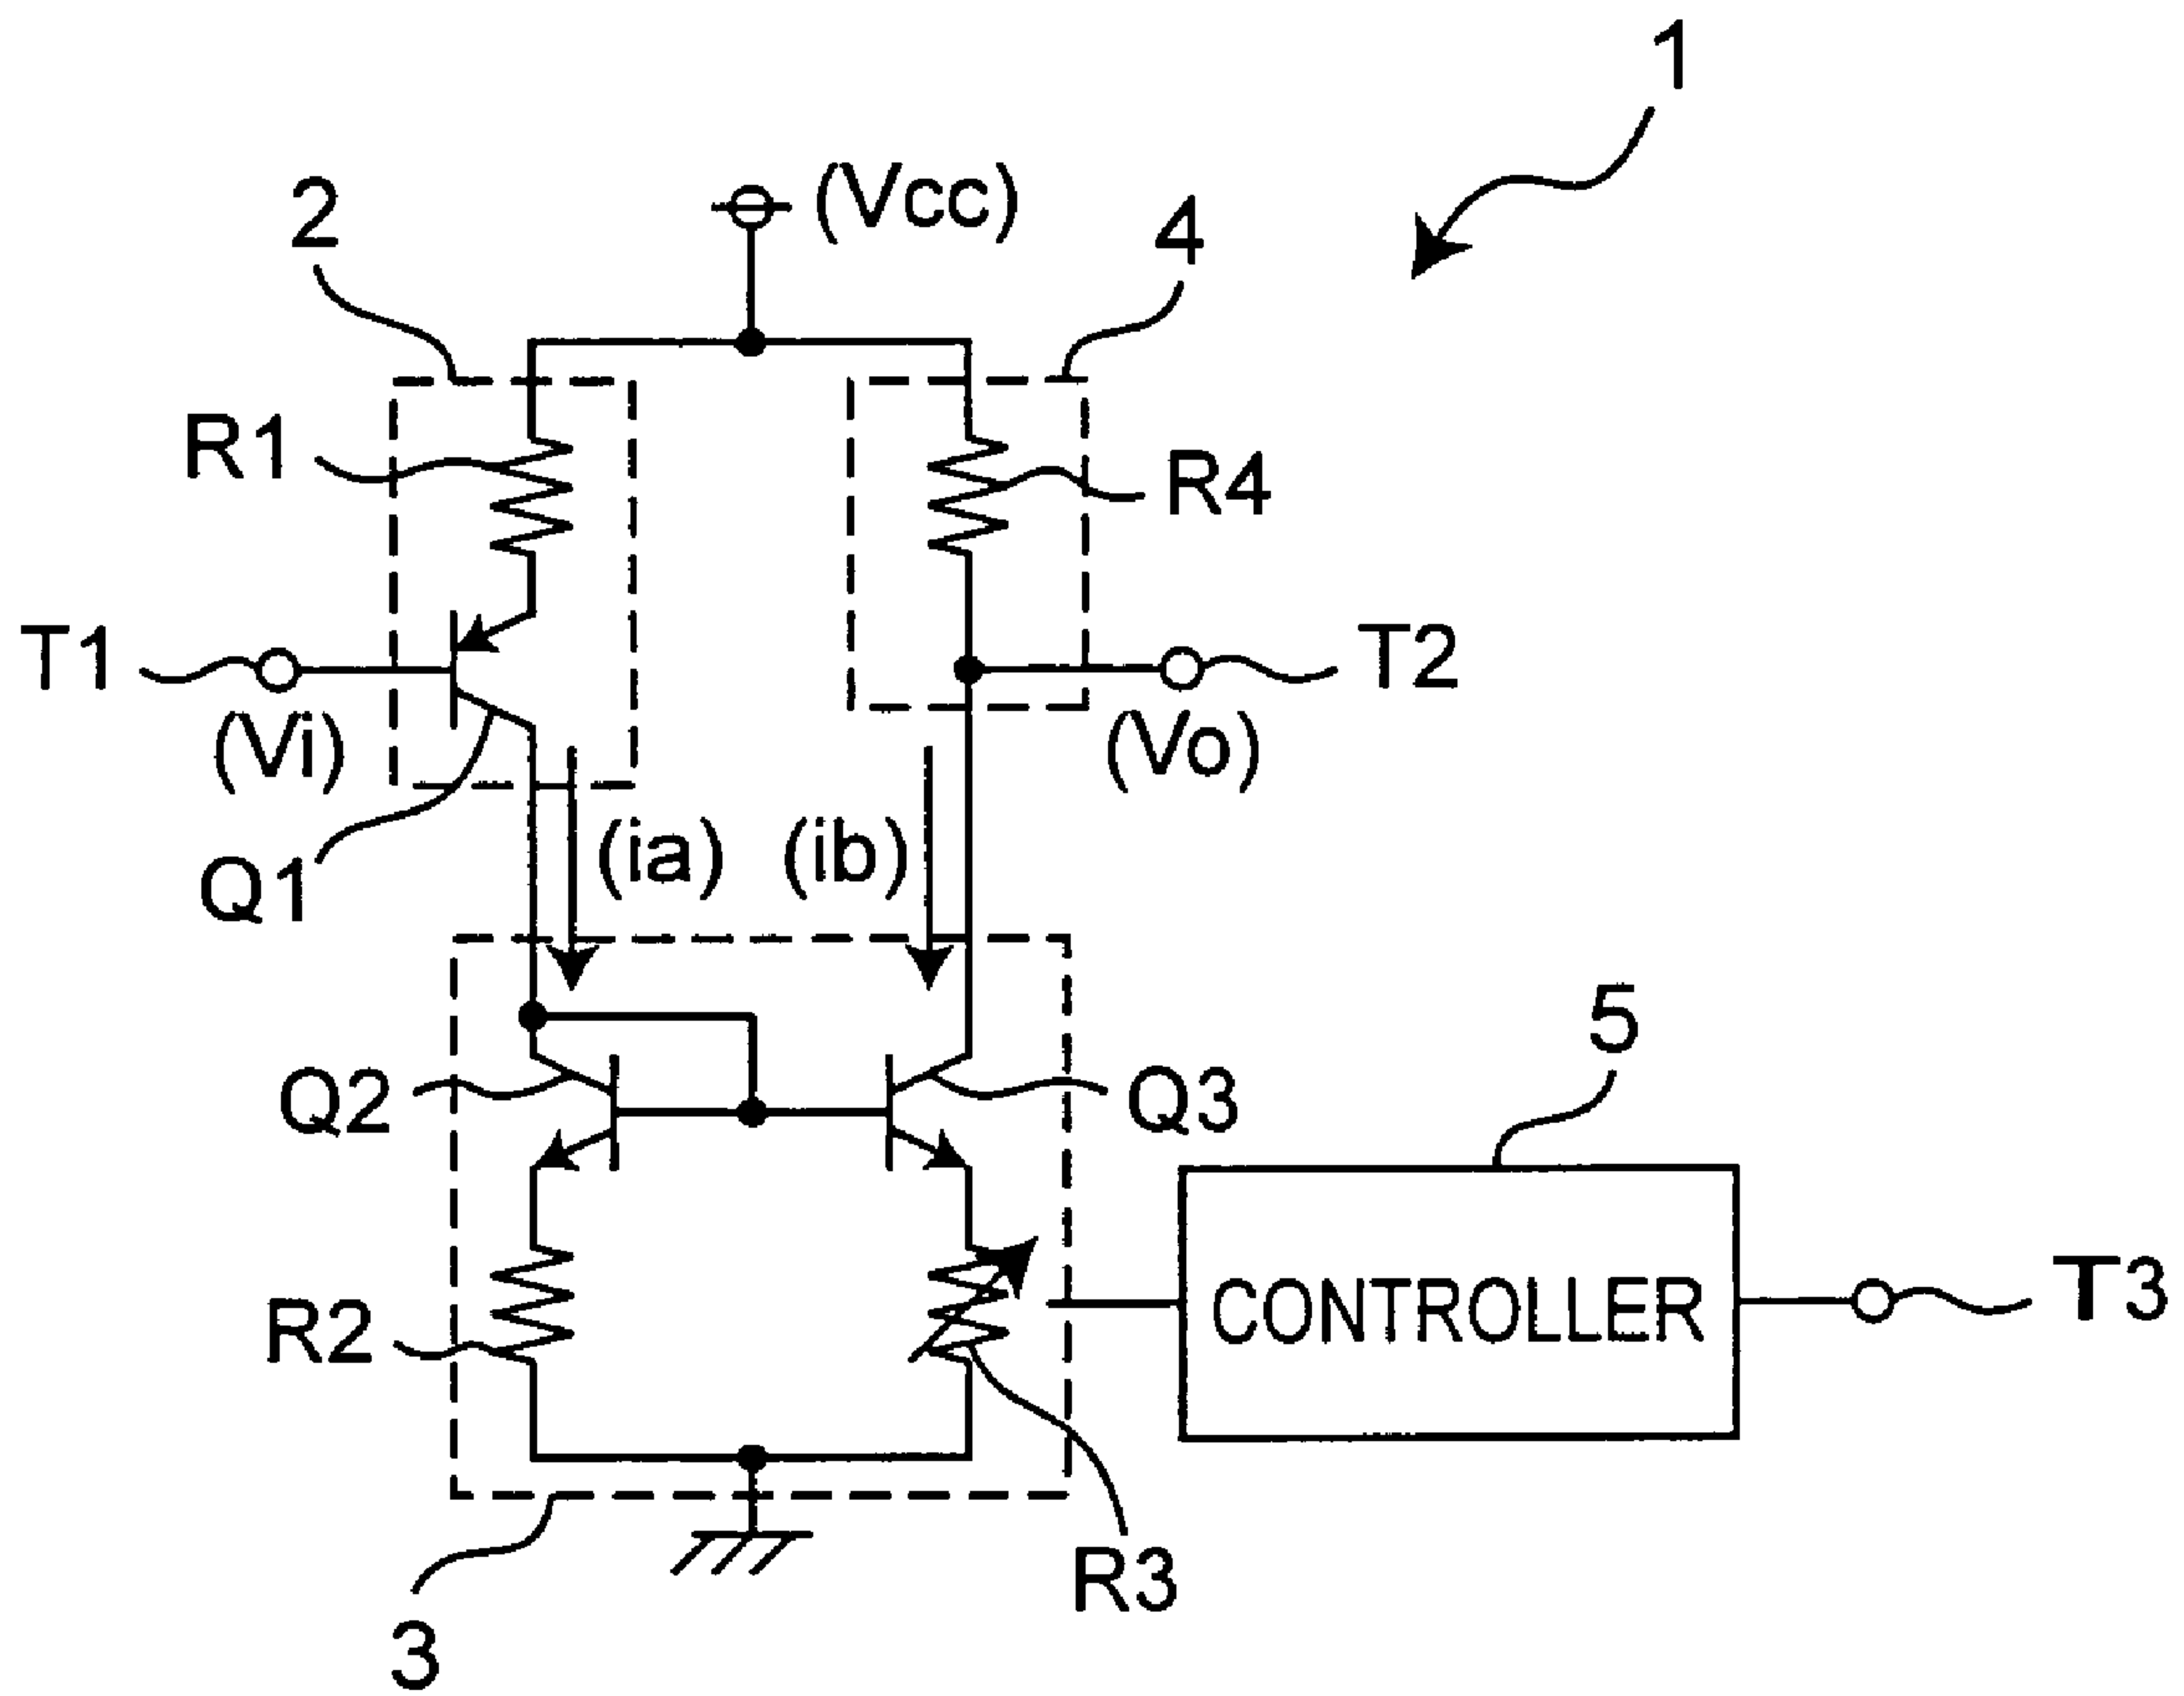 1
2
(Vcc)
4
R1
R4
T1
T2
(Vi)
(Vo)
Q1
(ia)
(ib)
5
Q2
Q3
CONTROLLER
T3
R2
R3
3